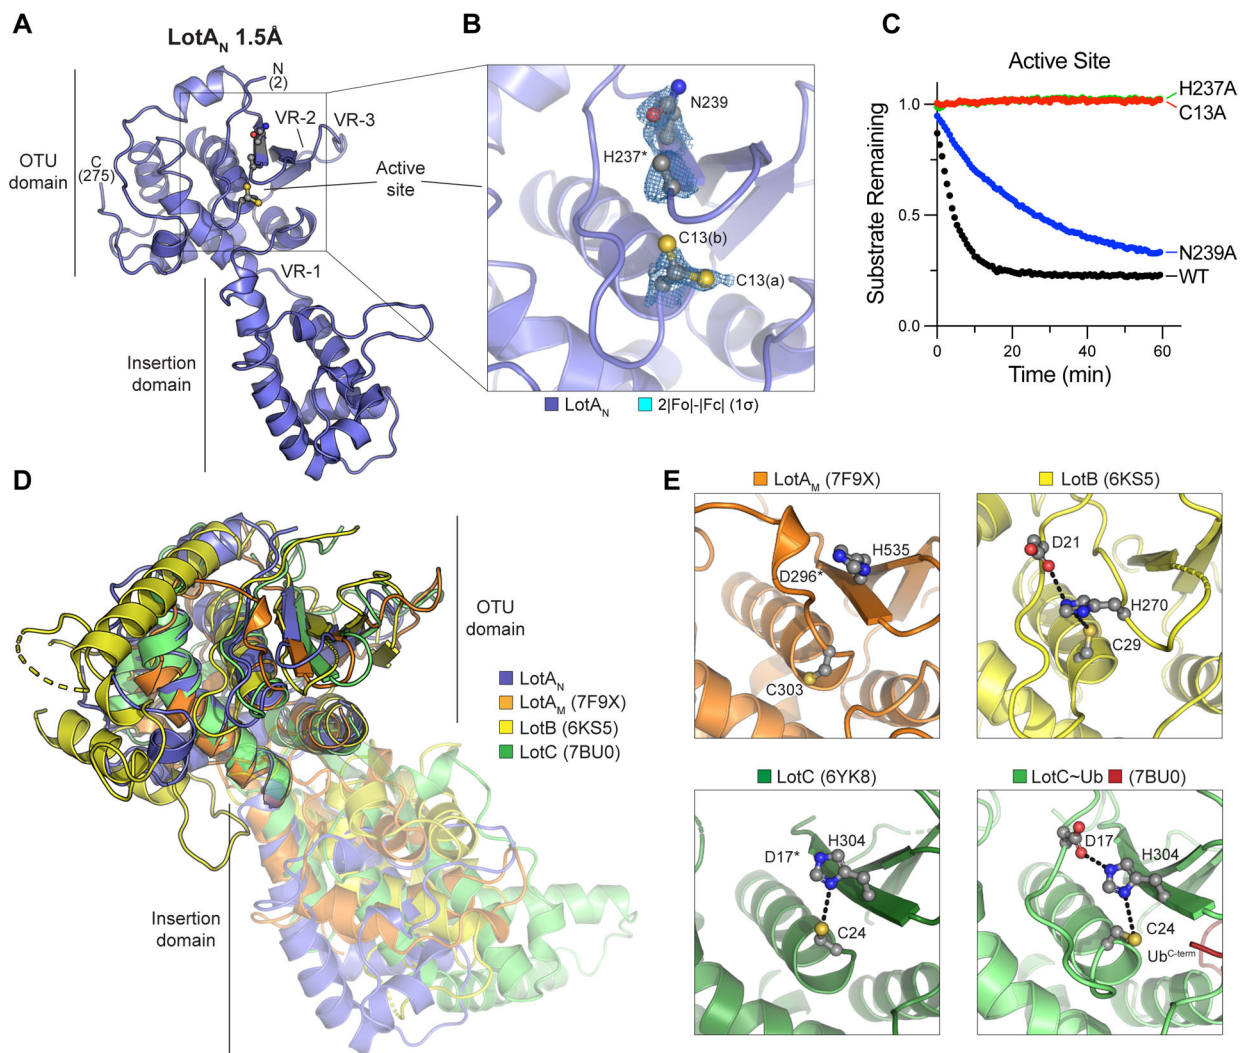 A
LotA_N 1.5Å
N
(2)
VR-2
VR-3
OTU
domain
C
(275)
Active
site
VR-1
Insertion
domain
B
N239
H237*
C13(b)
C13(a)
LotA_N
2|Fo|-|Fc| (1σ)
C
Active Site
Substrate Remaining
1.0
0.5
0.0
0
20
40
60
Time (min)
H237A
C13A
N239A
WT
D
OTU
domain
LotA_N
LotA_M (7F9X)
LotB (6KS5)
LotC (7BU0)
Insertion
domain
E
LotA_M (7F9X)
H535
D296*
C303
LotB (6KS5)
D21
H270
C29
LotC (6YK8)
D17*
H304
C24
LotC~Ub (7BU0)
D17
H304
C24
Ub^C-term